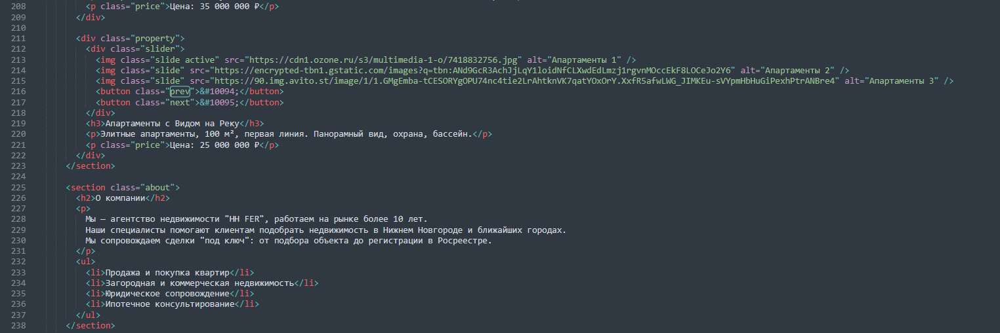 208 <p class="price">Цена: 35 000 000 ₽</p>
209 </div>
210
211 <div class="property">
212 <div class="slider">
213 <img class="slide active" src="https://cdn1.ozone.ru/s3/multimedia-1-o/7418832756.jpg" alt="Апартаменты 1" />
214 <img class="slide" src="https://encrypted-tbn1.gstatic.com/images?q=tbn:ANd9GcR3AchJjLqY1loidNfCLXwdEdLmzj1rgvnMOccEkF8LOCeJo2Y6" alt="Апартаменты 2" />
215 <img class="slide" src="https://90.img.avito.st/image/1/1.GMgEmba-tCESORYgOPU74nc4tie2LrAhtknVK7qatYOxOrY.XxfR5afwLWG_JIMKEu-sVYpmHbHuGiPexhPtrANBre4" alt="Апартаменты 3" />
216 <button class="prev">&#10094;</button>
217 <button class="next">&#10095;</button>
218 </div>
219 <h3>Апартаменты с Видом на Реку</h3>
220 <p>Элитные апартаменты, 100 м², первая линия. Панорамный вид, охрана, бассейн.</p>
221 <p class="price">Цена: 25 000 000 ₽</p>
222 </div>
223 </section>
224
225 <section class="about">
226 <h2>О компании</h2>
227 <p>
228 Мы — агентство недвижимости "НН FER", работаем на рынке более 10 лет.
229 Наши специалисты помогают клиентам подобрать недвижимость в Нижнем Новгороде и ближайших городах.
230 Мы сопровождаем сделки "под ключ": от подбора объекта до регистрации в Росреестре.
231 </p>
232 <ul>
233 <li>Продажа и покупка квартир</li>
234 <li>Загородная и коммерческая недвижимость</li>
235 <li>Юридическое сопровождение</li>
236 <li>Ипотечное консультирование</li>
237 </ul>
238 </section>